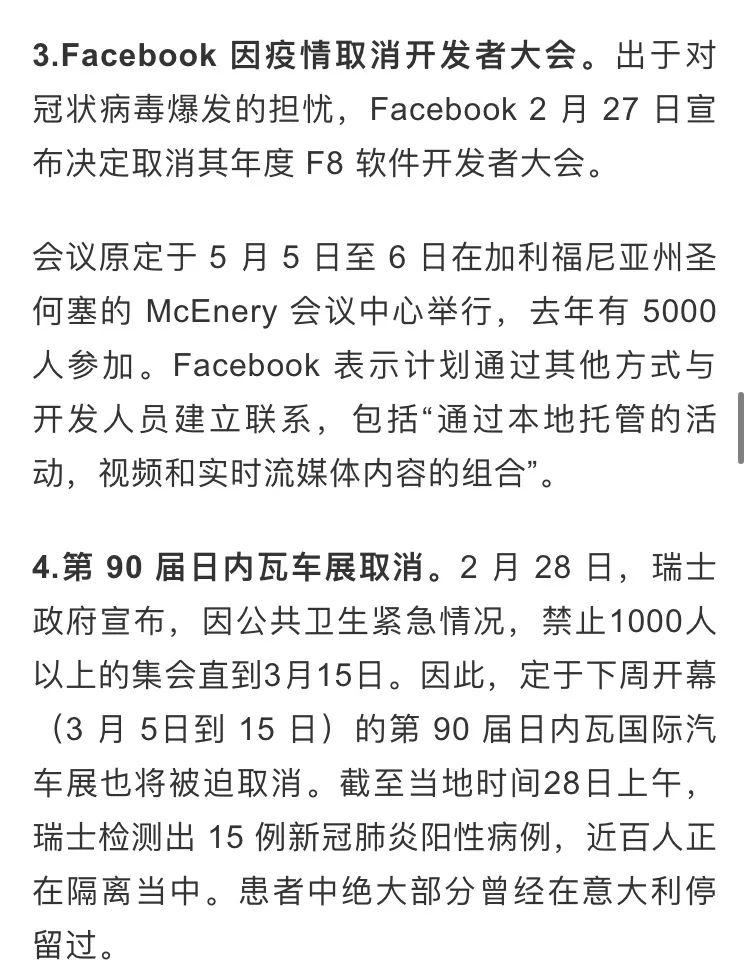 3.Facebook 因疫情取消开发者大会。出于对
冠状病毒爆发的担忧，Facebook 2 月 27 日宣
布决定取消其年度 F8 软件开发者大会。
会议原定于 5 月 5 日至 6 日在加利福尼亚州圣
何塞的 McEnery 会议中心举行，去年有 5000
人参加。Facebook 表示计划通过其他方式与
开发人员建立联系，包括“通过本地托管的活
动，视频和实时流媒体内容的组合”。
4.第 90 届日内瓦车展取消。2 月 28 日，瑞士
政府宣布，因公共卫生紧急情况，禁止1000人
以上的集会直到3月15日。因此，定于下周开幕
（3 月 5日到 15 日）的第 90 届日内瓦国际汽
车展也将被迫取消。截至当地时间28日上午，
瑞士检测出 15 例新冠肺炎阳性病例，近百人正
在隔离当中。患者中绝大部分曾经在意大利停
留过。